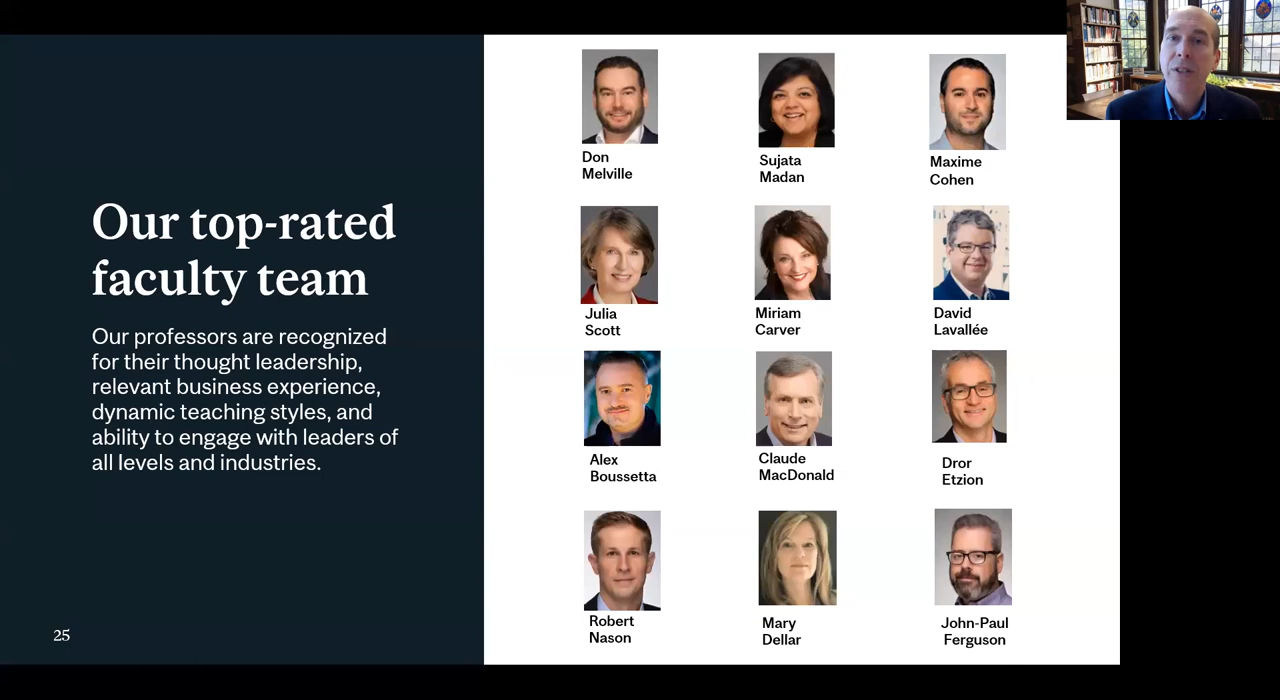 Our top-rated
faculty team
Our professors are recognized
for their thought leadership,
relevant business experience,
dynamic teaching styles, and
ability to engage with leaders of
all levels and industries.
25
Don
Melville
Sujata
Madan
Maxime
Cohen
Julia
Scott
Miriam
Carver
David
Lavallée
Alex
Boussetta
Claude
MacDonald
Dror
Etzion
Robert
Nason
Mary
Dellar
John-Paul
Ferguson